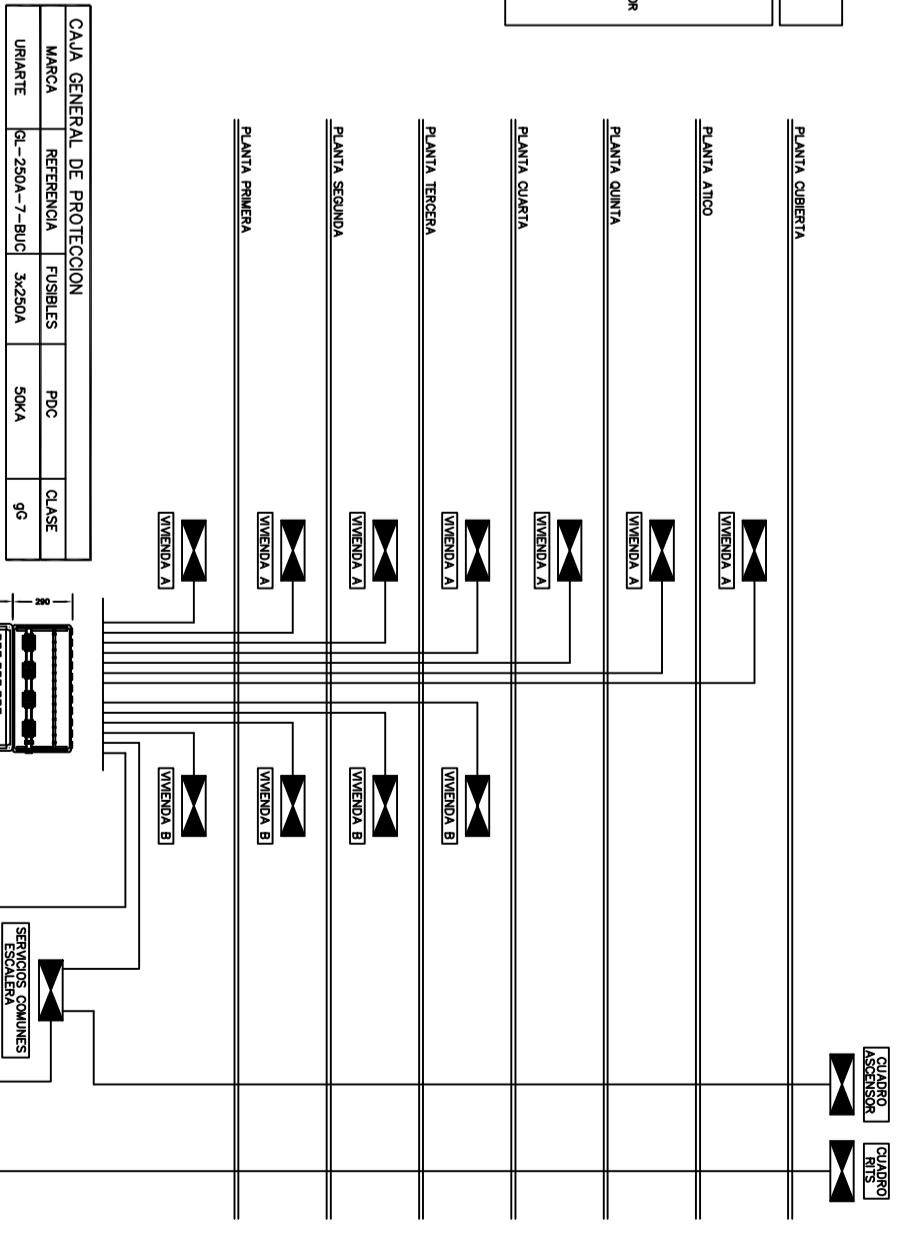 CUADRO
ASCENSOR
CUADRO
RITS
PLANTA CUBIERTA
VIVIENDA A
PLANTA ATICO
OR
VIVIENDA A
PLANTA QUINTA
VIVIENDA A
PLANTA CUARTA
VIVIENDA A
VIVIENDA B
PLANTA TERCERA
VIVIENDA A
VIVIENDA B
PLANTA SEGUNDA
VIVIENDA A
VIVIENDA B
PLANTA PRIMERA
VIVIENDA A
VIVIENDA B
CAJA GENERAL DE PROTECCION
MARCA REFERENCIA FUSIBLES PDC CLASE
URIARTE GL-250A-7-BUC 3x250A 50KA gG
290
SERVICIOS COMUNES
ESCALERA